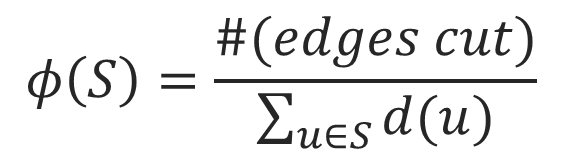 ϕ(S) = #(edges cut) / ∑_{u∈S} d(u)